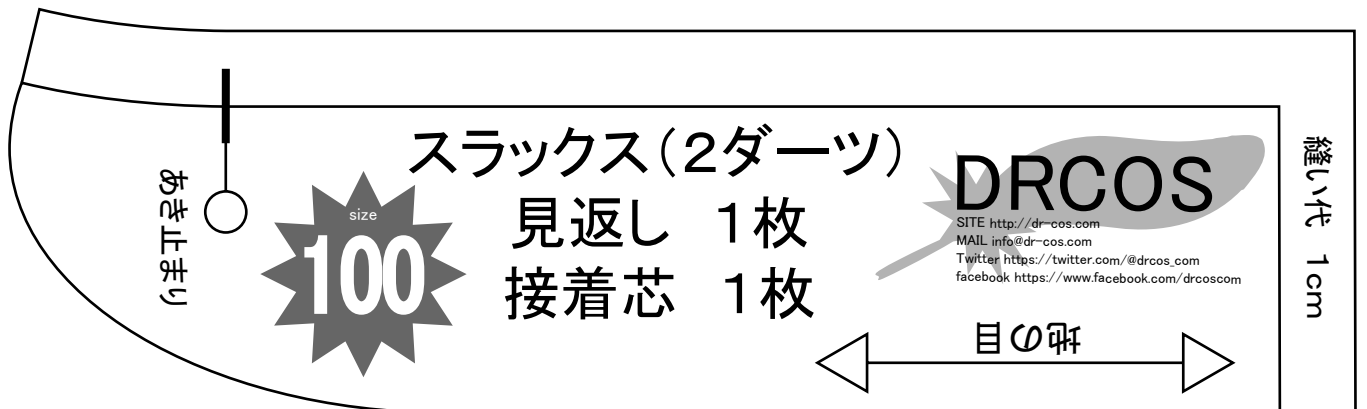 スラックス（２ダーツ）
見返し　１枚
接着芯　１枚
size
100
あき止まり
DRCOS
SITE http://dr-cos.com
MAIL info@dr-cos.com
Twitter https://twitter.com/@drcos_com
facebook https://www.facebook.com/drcoscom
地の目
縫い代　１cm